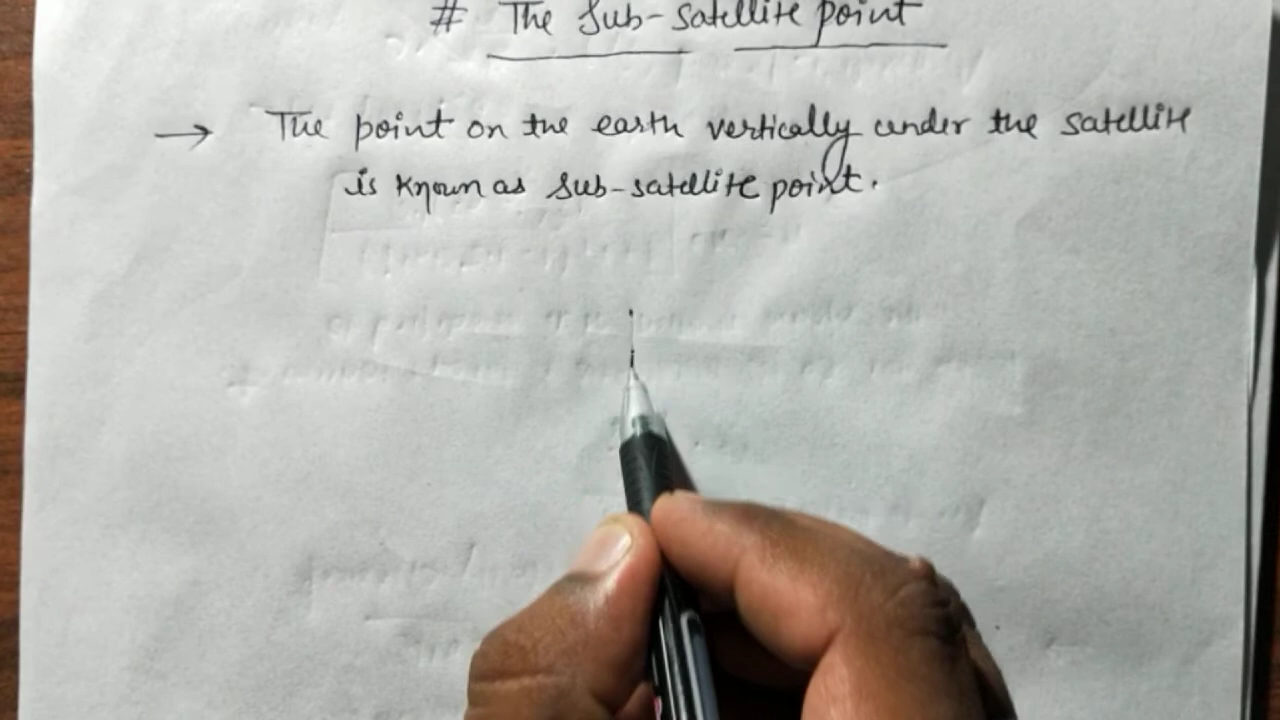 # The Sub-satellite point
→ The point on the earth vertically under the satellite
is known as Sub-satellite point.